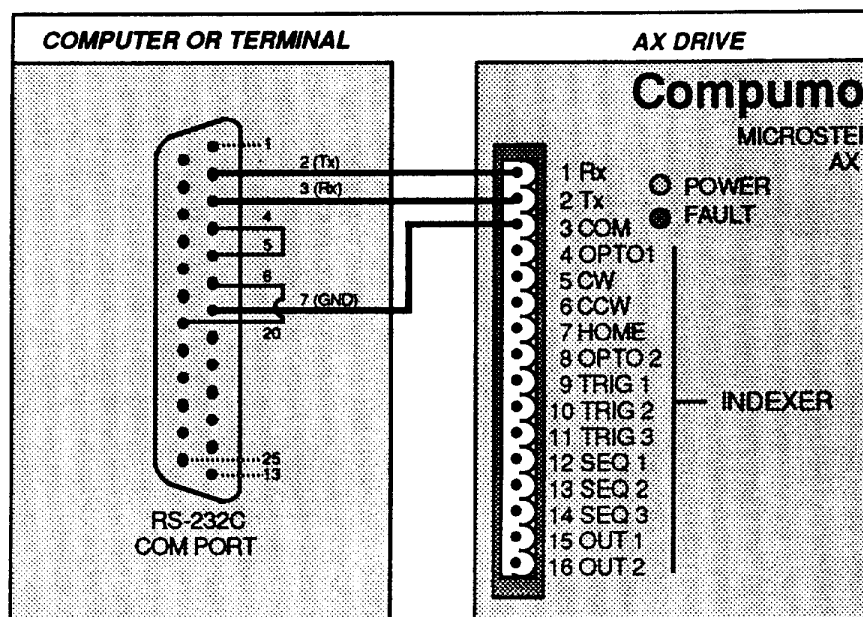 COMPUTER OR TERMINAL
1
2 (Tx)
3 (Rx)
4
5
6
7 (GND)
20
25
13
RS-232C
COM PORT
AX DRIVE
Compumo
MICROSTE
AX
POWER
FAULT
1 Rx
2 Tx
3 COM
4 OPTO1
5 CW
6 CCW
7 HOME
8 OPTO 2
9 TRIG 1
10 TRIG 2
11 TRIG 3
12 SEQ 1
13 SEQ 2
14 SEQ 3
15 OUT 1
16 OUT 2
INDEXER